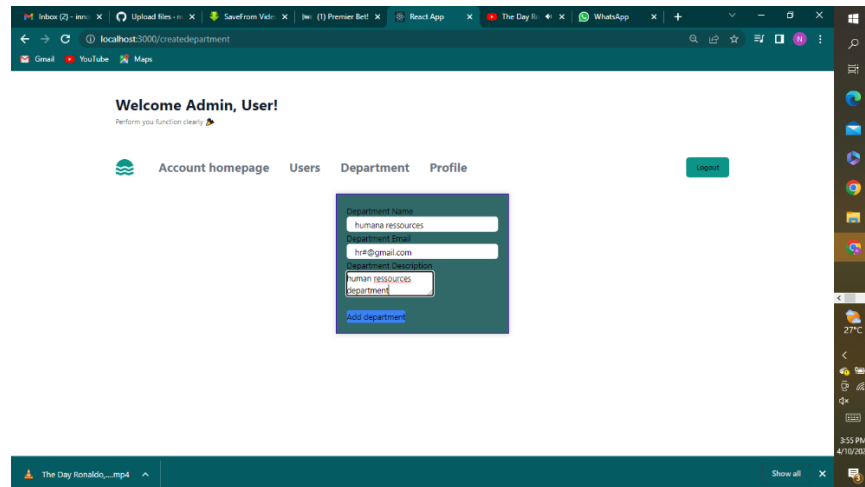 Inbox (2) - inno
Upload files - n
SaveFrom Vide
(1) Premier Bet!
React App
The Day R
WhatsApp
localhost:3000/createdepartment
N
Gmail
YouTube
Maps
Welcome Admin, User!
Perform you function clearly
Account homepage
Users
Department
Profile
Logout
Department Name
humana ressources
Department Email
hr#@gmail.com
Department Description
human ressources
department
Add department
27°C
3:55 PM
4/10/202
The Day Ronaldo,....mp4
Show all